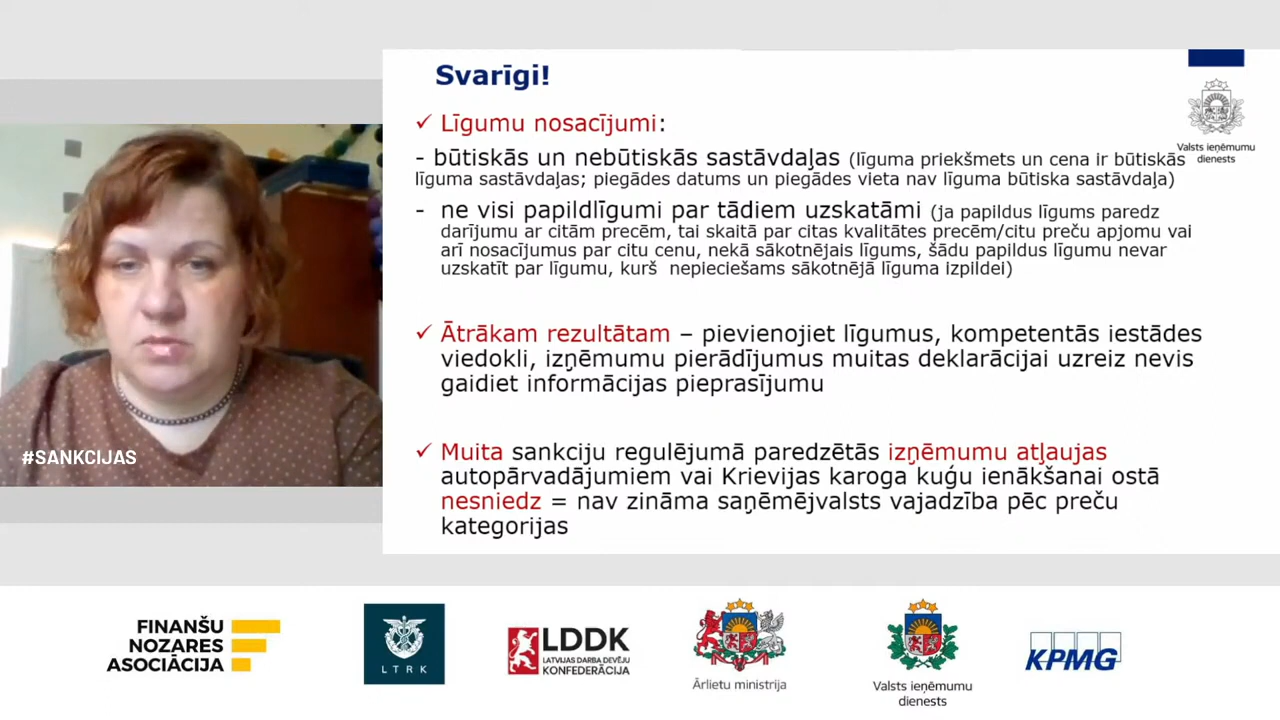 Svarīgi!
Valsts ieņēmumu
dienests
✓ Līgumu nosacījumi:
- būtiskās un nebūtiskās sastāvdaļas (līguma priekšmets un cena ir būtiskās
līguma sastāvdaļas; piegādes datums un piegādes vieta nav līguma būtiska sastāvdaļa)
- ne visi papildlīgumi par tādiem uzskatāmi (ja papildus līgums paredz
darījumu ar citām precēm, tai skaitā par citas kvalitātes precēm/citu preču apjomu vai
arī nosacījumus par citu cenu, nekā sākotnējais līgums, šādu papildus līgumu nevar
uzskatīt par līgumu, kurš nepieciešams sākotnējā līguma izpildei)
✓ Ātrākam rezultātam – pievienojiet līgumus, kompetentās iestādes
viedokli, izņēmumu pierādījumus muitas deklarācijai uzreiz nevis
gaidiet informācijas pieprasījumu
✓ Muita sankciju regulējumā paredzētās izņēmumu atļaujas
autopārvadājumiem vai Krievijas karoga kuģu ienākšanai ostā
nesniedz = nav zināma saņēmējvalsts vajadzība pēc preču
kategorijas
#SANKCIJAS
FINANŠU
NOZARES
ASOCIĀCIJA
LTRK
LDDK
LATVIJAS DARBA DEVĒJU
KONFEDERĀCIJA
Ārlietu ministrija
Valsts ieņēmumu
dienests
KPMG